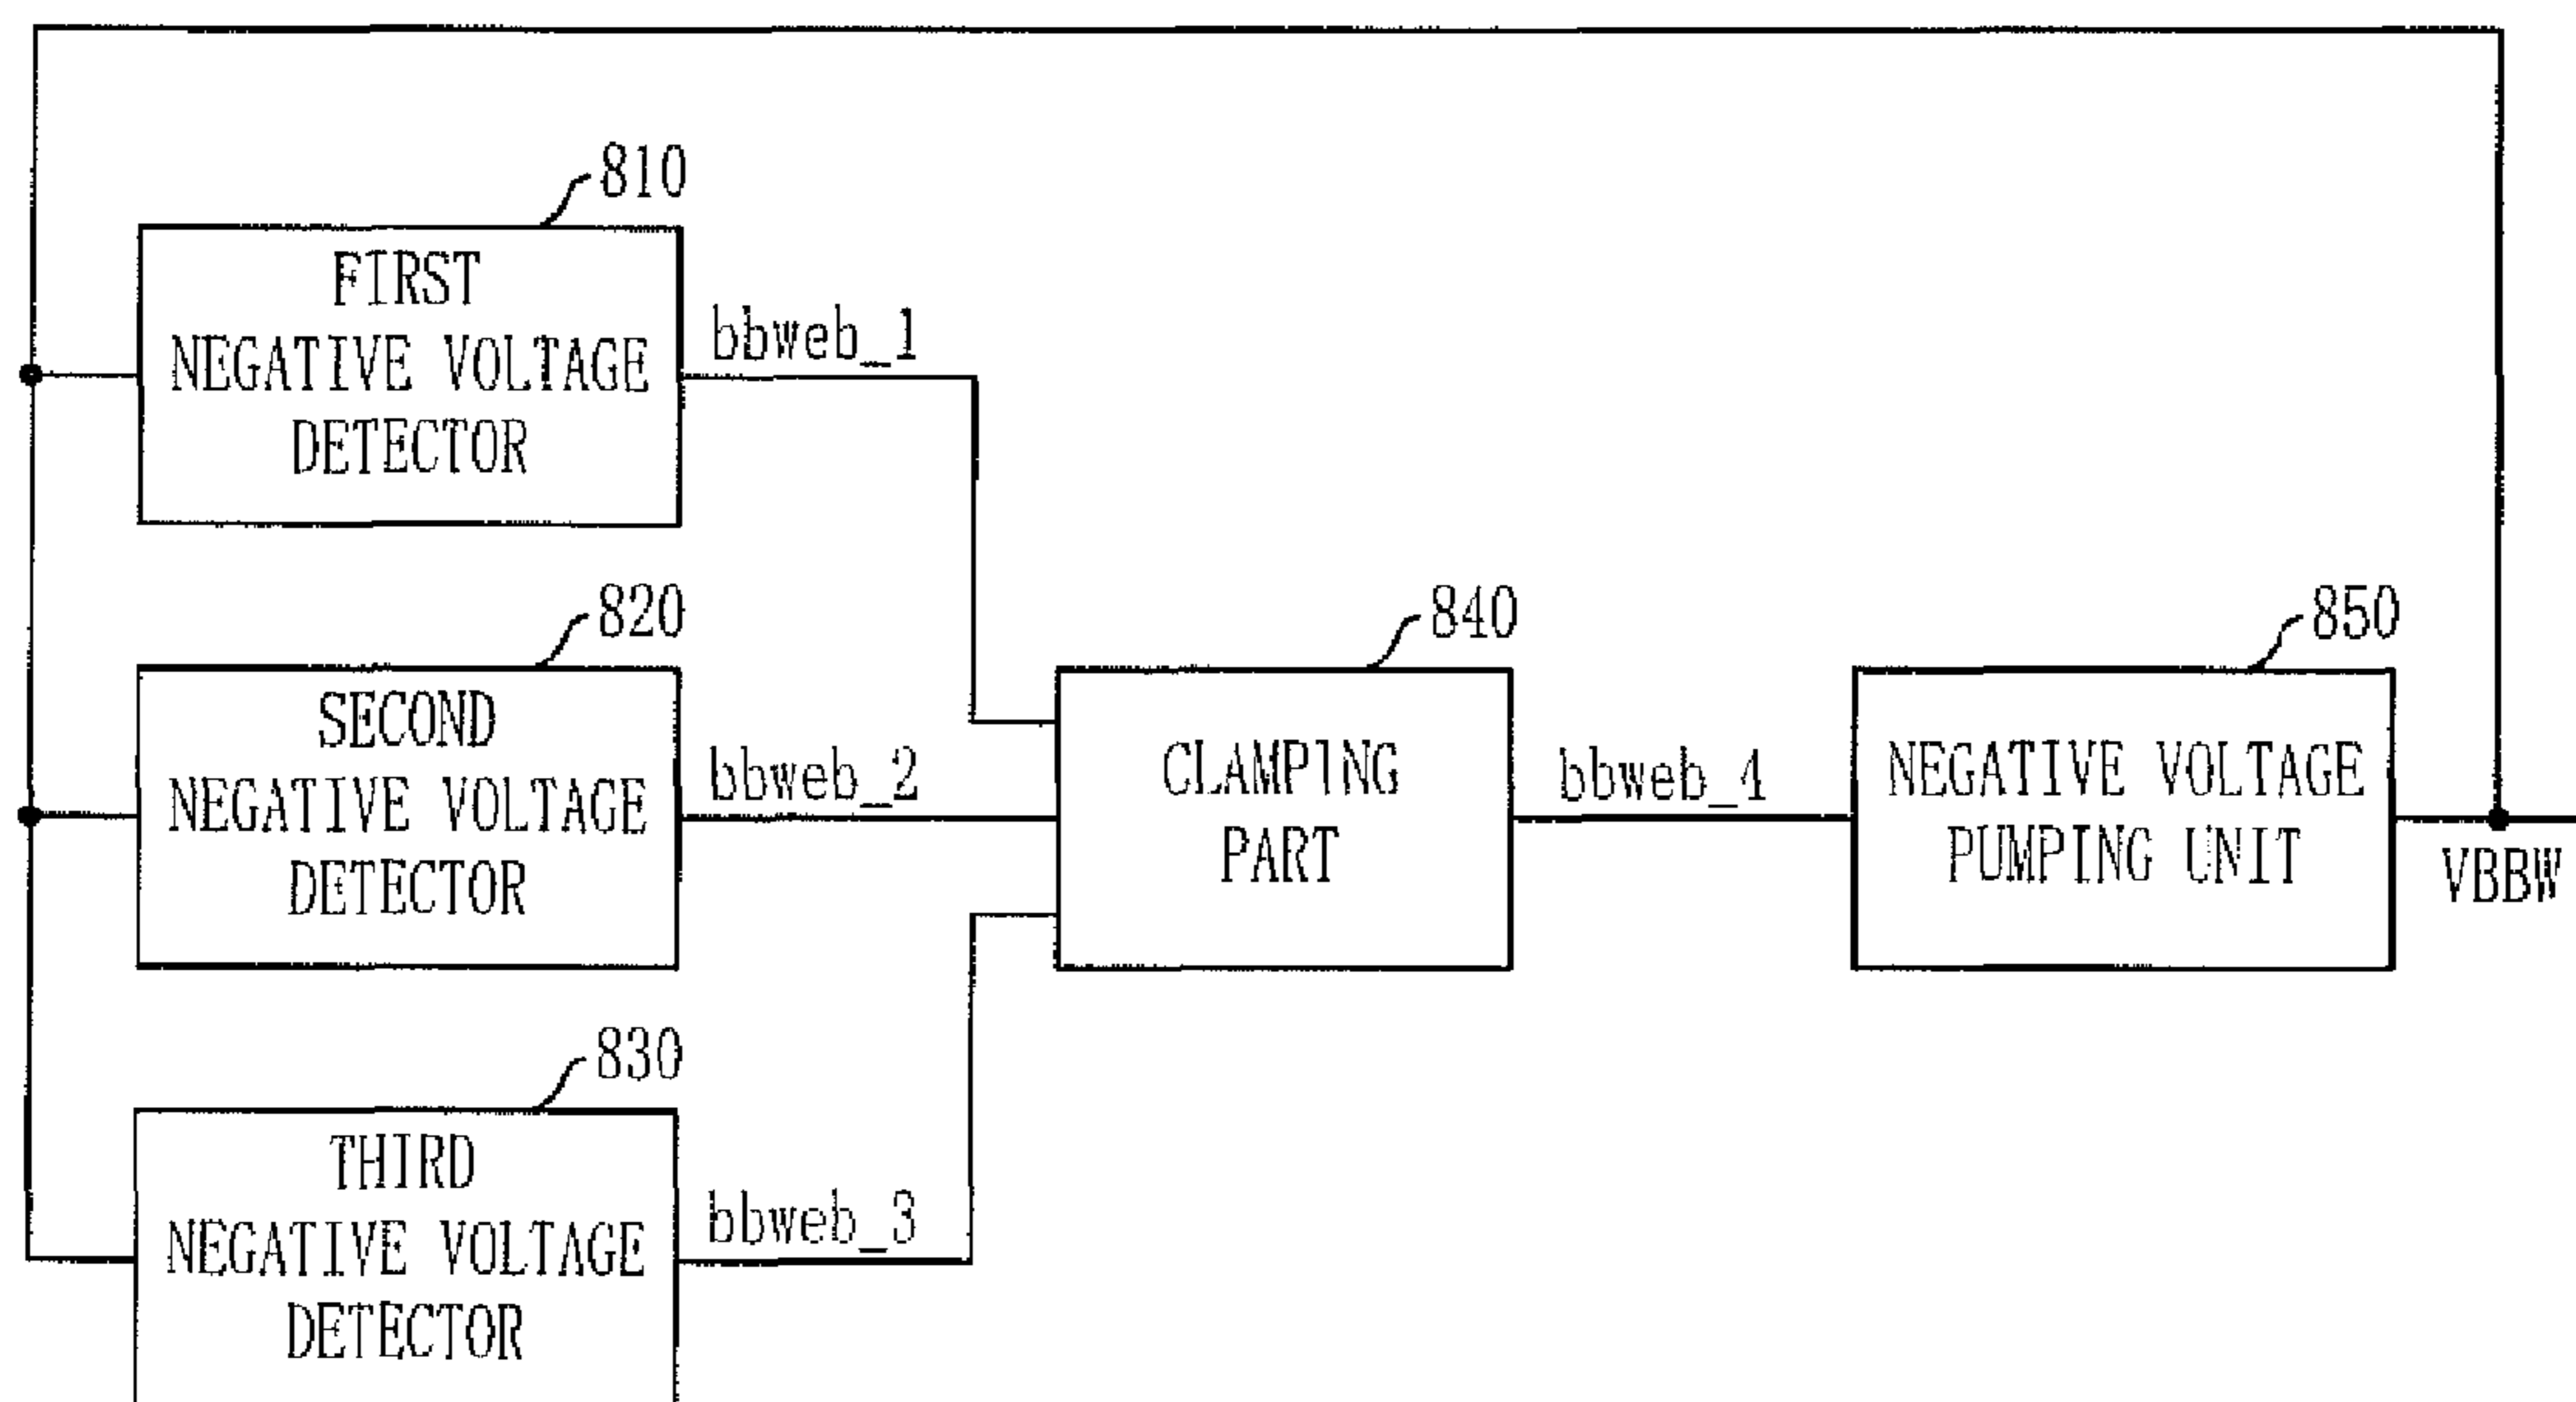 810
FIRST
NEGATIVE VOLTAGE
DETECTOR
bbweb_1
820
SECOND
NEGATIVE VOLTAGE
DETECTOR
bbweb_2
830
THIRD
NEGATIVE VOLTAGE
DETECTOR
bbweb_3
840
CLAMPING
PART
bbweb_4
850
NEGATIVE VOLTAGE
PUMPING UNIT
VBBW